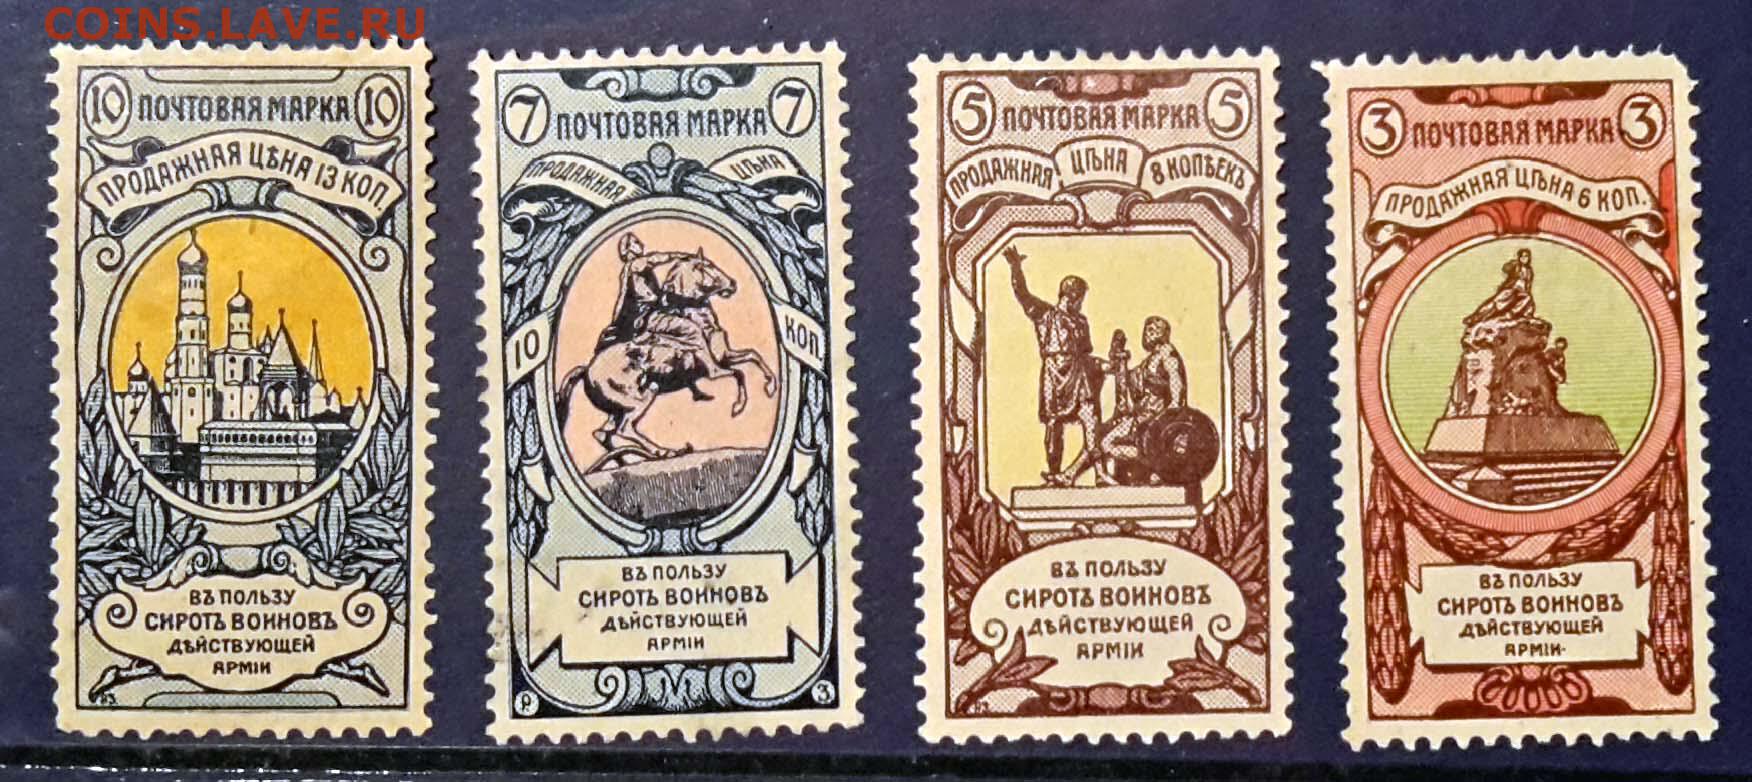 COINS.LAVE.RU
10 ПОЧТОВАЯ МАРКА 10
ПРОДАЖНАЯ ЦѢНА 13 КОП.
ВЪ ПОЛЬЗУ
СИРОТЪ ВОИНОВЪ
ДѢЙСТВУЮЩЕЙ
АРМІИ
РЗ
7 ПОЧТОВАЯ МАРКА 7
ПРОДАЖНАЯ ЦѢНА
10 КОП.
ВЪ ПОЛЬЗУ
СИРОТЪ ВОИНОВЪ
ДѢЙСТВУЮЩЕЙ
АРМІИ
Р. З
5 ПОЧТОВАЯ МАРКА 5
ПРОДАЖНАЯ ЦѢНА 8 КОПѢЕКЪ
ВЪ ПОЛЬЗУ
СИРОТЪ ВОИНОВЪ
ДѢЙСТВУЮЩЕЙ
АРМІИ
РЗ
3 ПОЧТОВАЯ МАРКА 3
ПРОДАЖНАЯ ЦѢНА 6 КОП.
ВЪ ПОЛЬЗУ
СИРОТЪ ВОИНОВЪ
ДѢЙСТВУЮЩЕЙ
АРМІИ